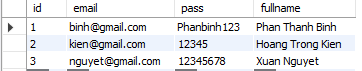 id email pass fullname
1 binh@gmail.com Phanbinh123 Phan Thanh Binh
2 kien@gmail.com 12345 Hoang Trong Kien
3 nguyet@gmail.com 12345678 Xuan Nguyet